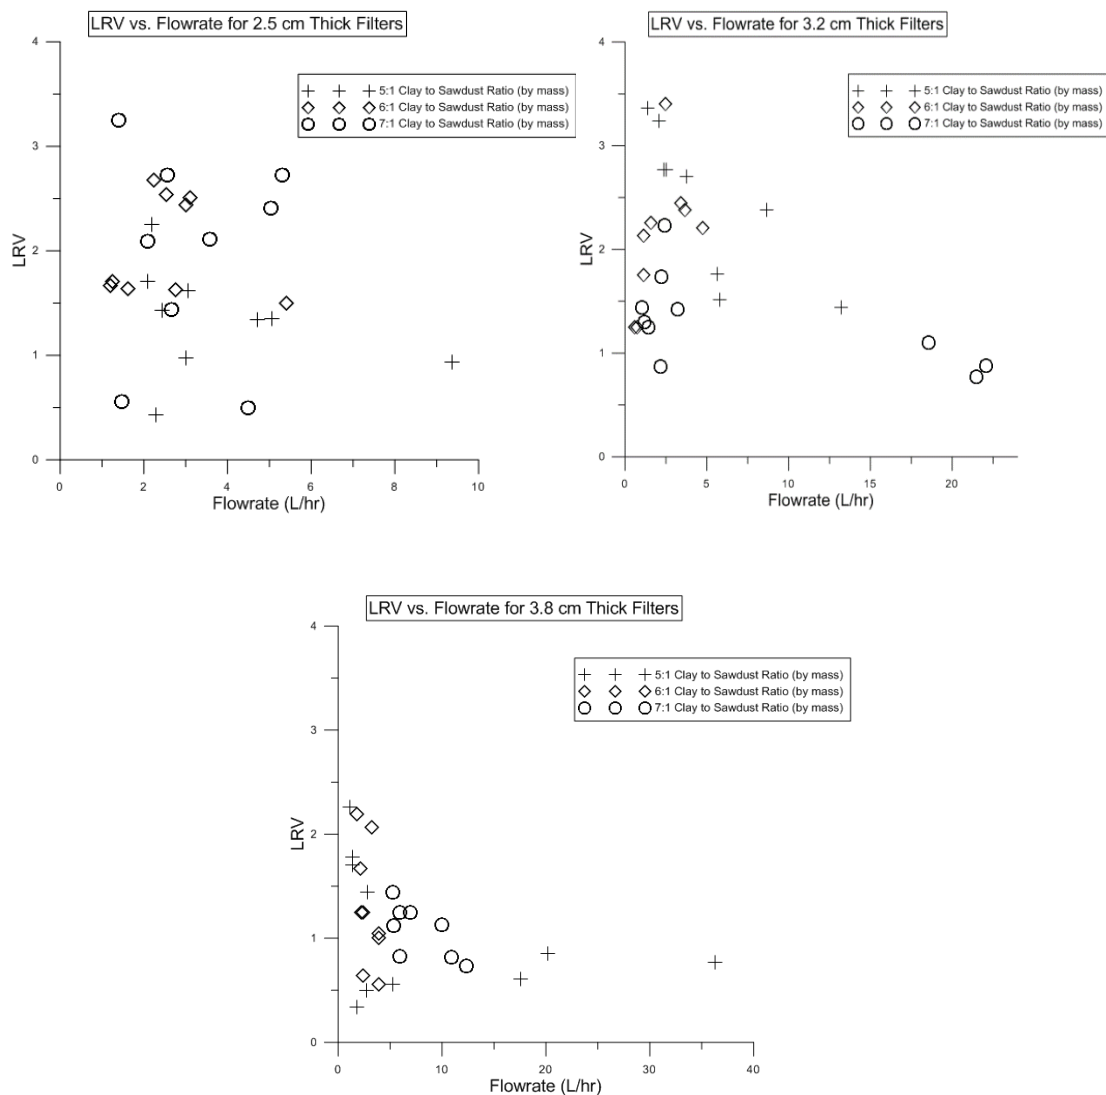 LRV vs. Flowrate for 2.5 cm Thick Filters
4
3
2
1
0
LRV
5:1 Clay to Sawdust Ratio (by mass)
6:1 Clay to Sawdust Ratio (by mass)
7:1 Clay to Sawdust Ratio (by mass)
0 2 4 6 8 10
Flowrate (L/hr)
LRV vs. Flowrate for 3.2 cm Thick Filters
4
3
2
1
0
LRV
5:1 Clay to Sawdust Ratio (by mass)
6:1 Clay to Sawdust Ratio (by mass)
7:1 Clay to Sawdust Ratio (by mass)
0 5 10 15 20
Flowrate (L/hr)
LRV vs. Flowrate for 3.8 cm Thick Filters
4
3
2
1
0
LRV
5:1 Clay to Sawdust Ratio (by mass)
6:1 Clay to Sawdust Ratio (by mass)
7:1 Clay to Sawdust Ratio (by mass)
0 10 20 30 40
Flowrate (L/hr)